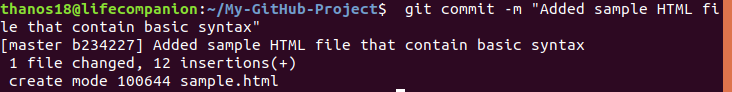 thanos18@lifecompanion:~/My-GitHub-Project$  git commit -m "Added sample HTML fi
le that contain basic syntax"
[master b234227] Added sample HTML file that contain basic syntax
 1 file changed, 12 insertions(+)
 create mode 100644 sample.html